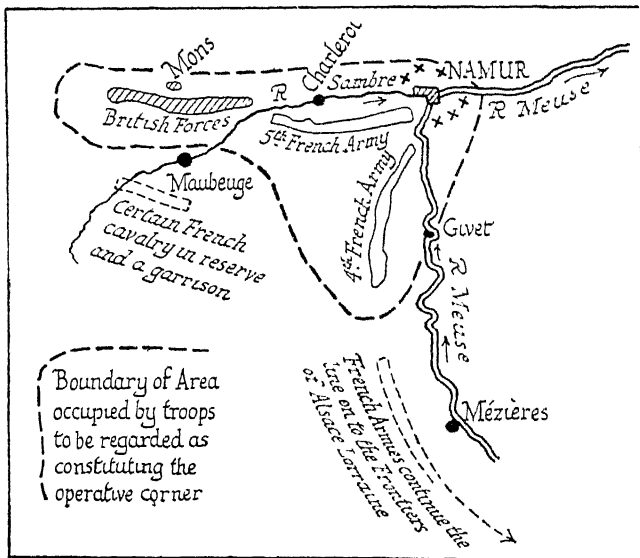 Mons
Charleroi
R Sambre
NAMUR
R Meuse
British Forces
5th French Army
Maubeuge
4th French Army
Certain French
cavalry in reserve
and a garrison
Givet
R Meuse
Boundary of Area
occupied by troops
to be regarded as
constituting the
operative corner
French Armies continue the
line on to the Frontiers
of Alsace Lorraine
Mézières